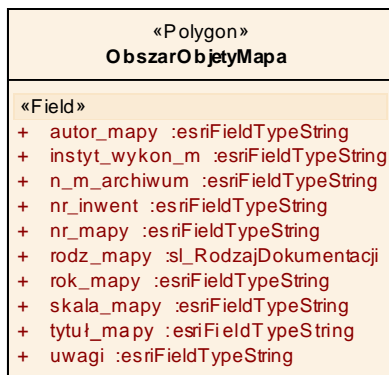 «Polygon»
ObszarObjetyMapa
«Field»
+ autor_mapy :esriFieldTypeString
+ instyt_wykon_m :esriFieldTypeString
+ n_m_archiwum :esriFieldTypeString
+ nr_inwent :esriFieldTypeString
+ nr_mapy :esriFieldTypeString
+ rodz_mapy :sl_RodzajDokumentacji
+ rok_mapy :esriFieldTypeString
+ skala_mapy :esriFieldTypeString
+ tytuł_mapy :esriFieldTypeString
+ uwagi :esriFieldTypeString